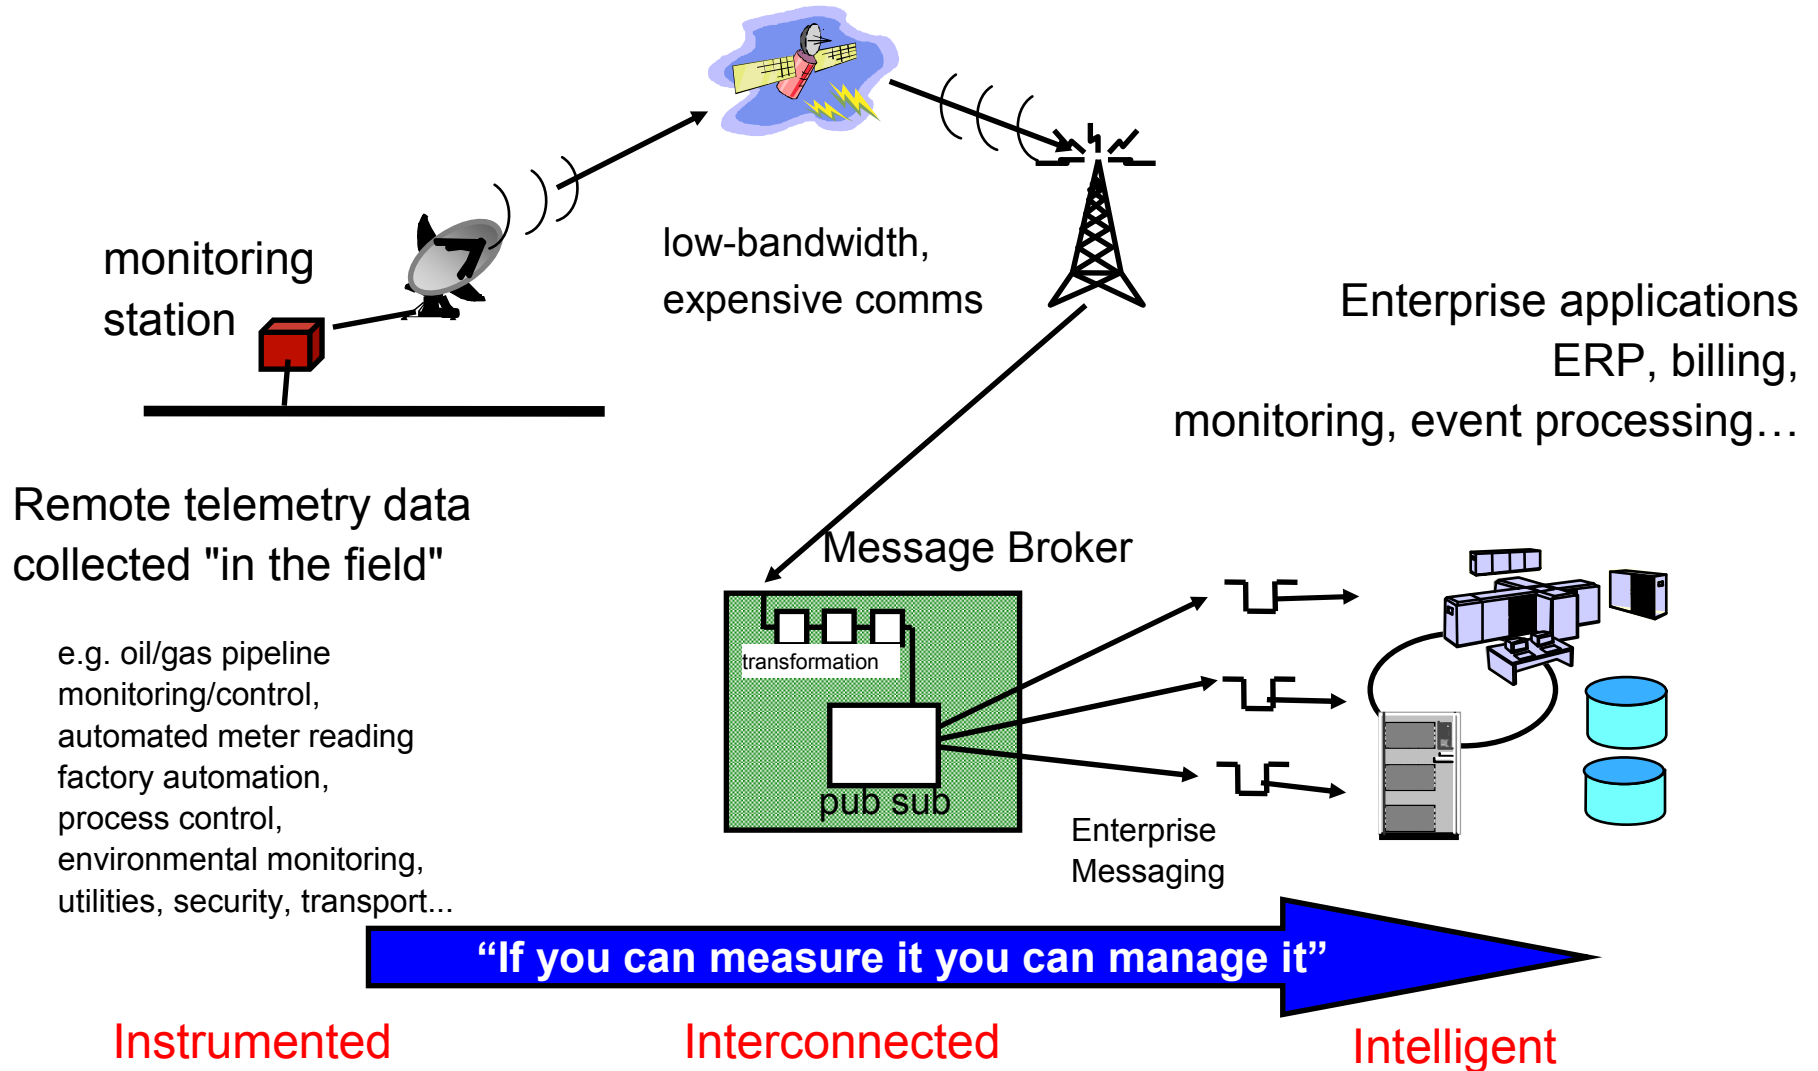 monitoring
station
low-bandwidth,
expensive comms
Enterprise applications
ERP, billing,
monitoring, event processing…
Remote telemetry data
collected "in the field"
e.g. oil/gas pipeline
monitoring/control,
automated meter reading
factory automation,
process control,
environmental monitoring,
utilities, security, transport...
Message Broker
transformation
pub sub
Enterprise
Messaging
“If you can measure it you can manage it”
Instrumented
Interconnected
Intelligent